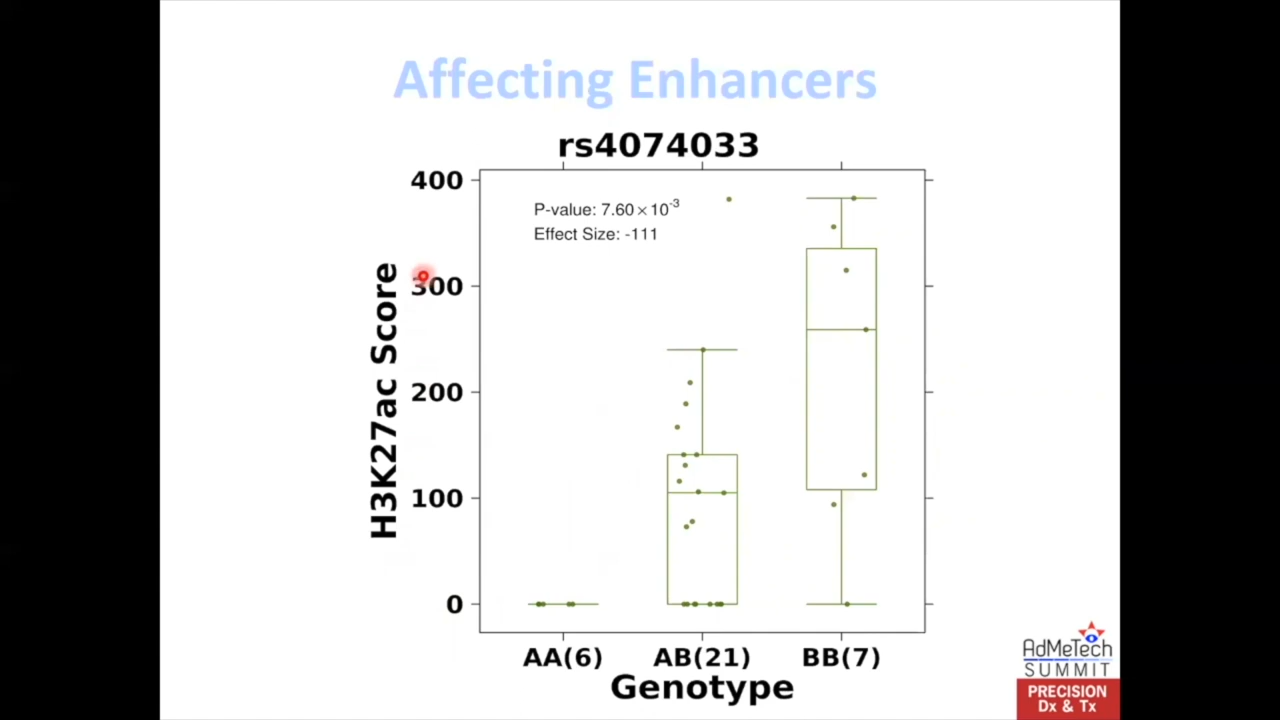 Affecting Enhancers
rs4074033
P-value: 7.60×10⁻³
Effect Size: -111
H3K27ac Score
400
300
200
100
0
AA(6) AB(21) BB(7)
Genotype
AdMeTech
SUMMIT
PRECISION
Dx & Tx